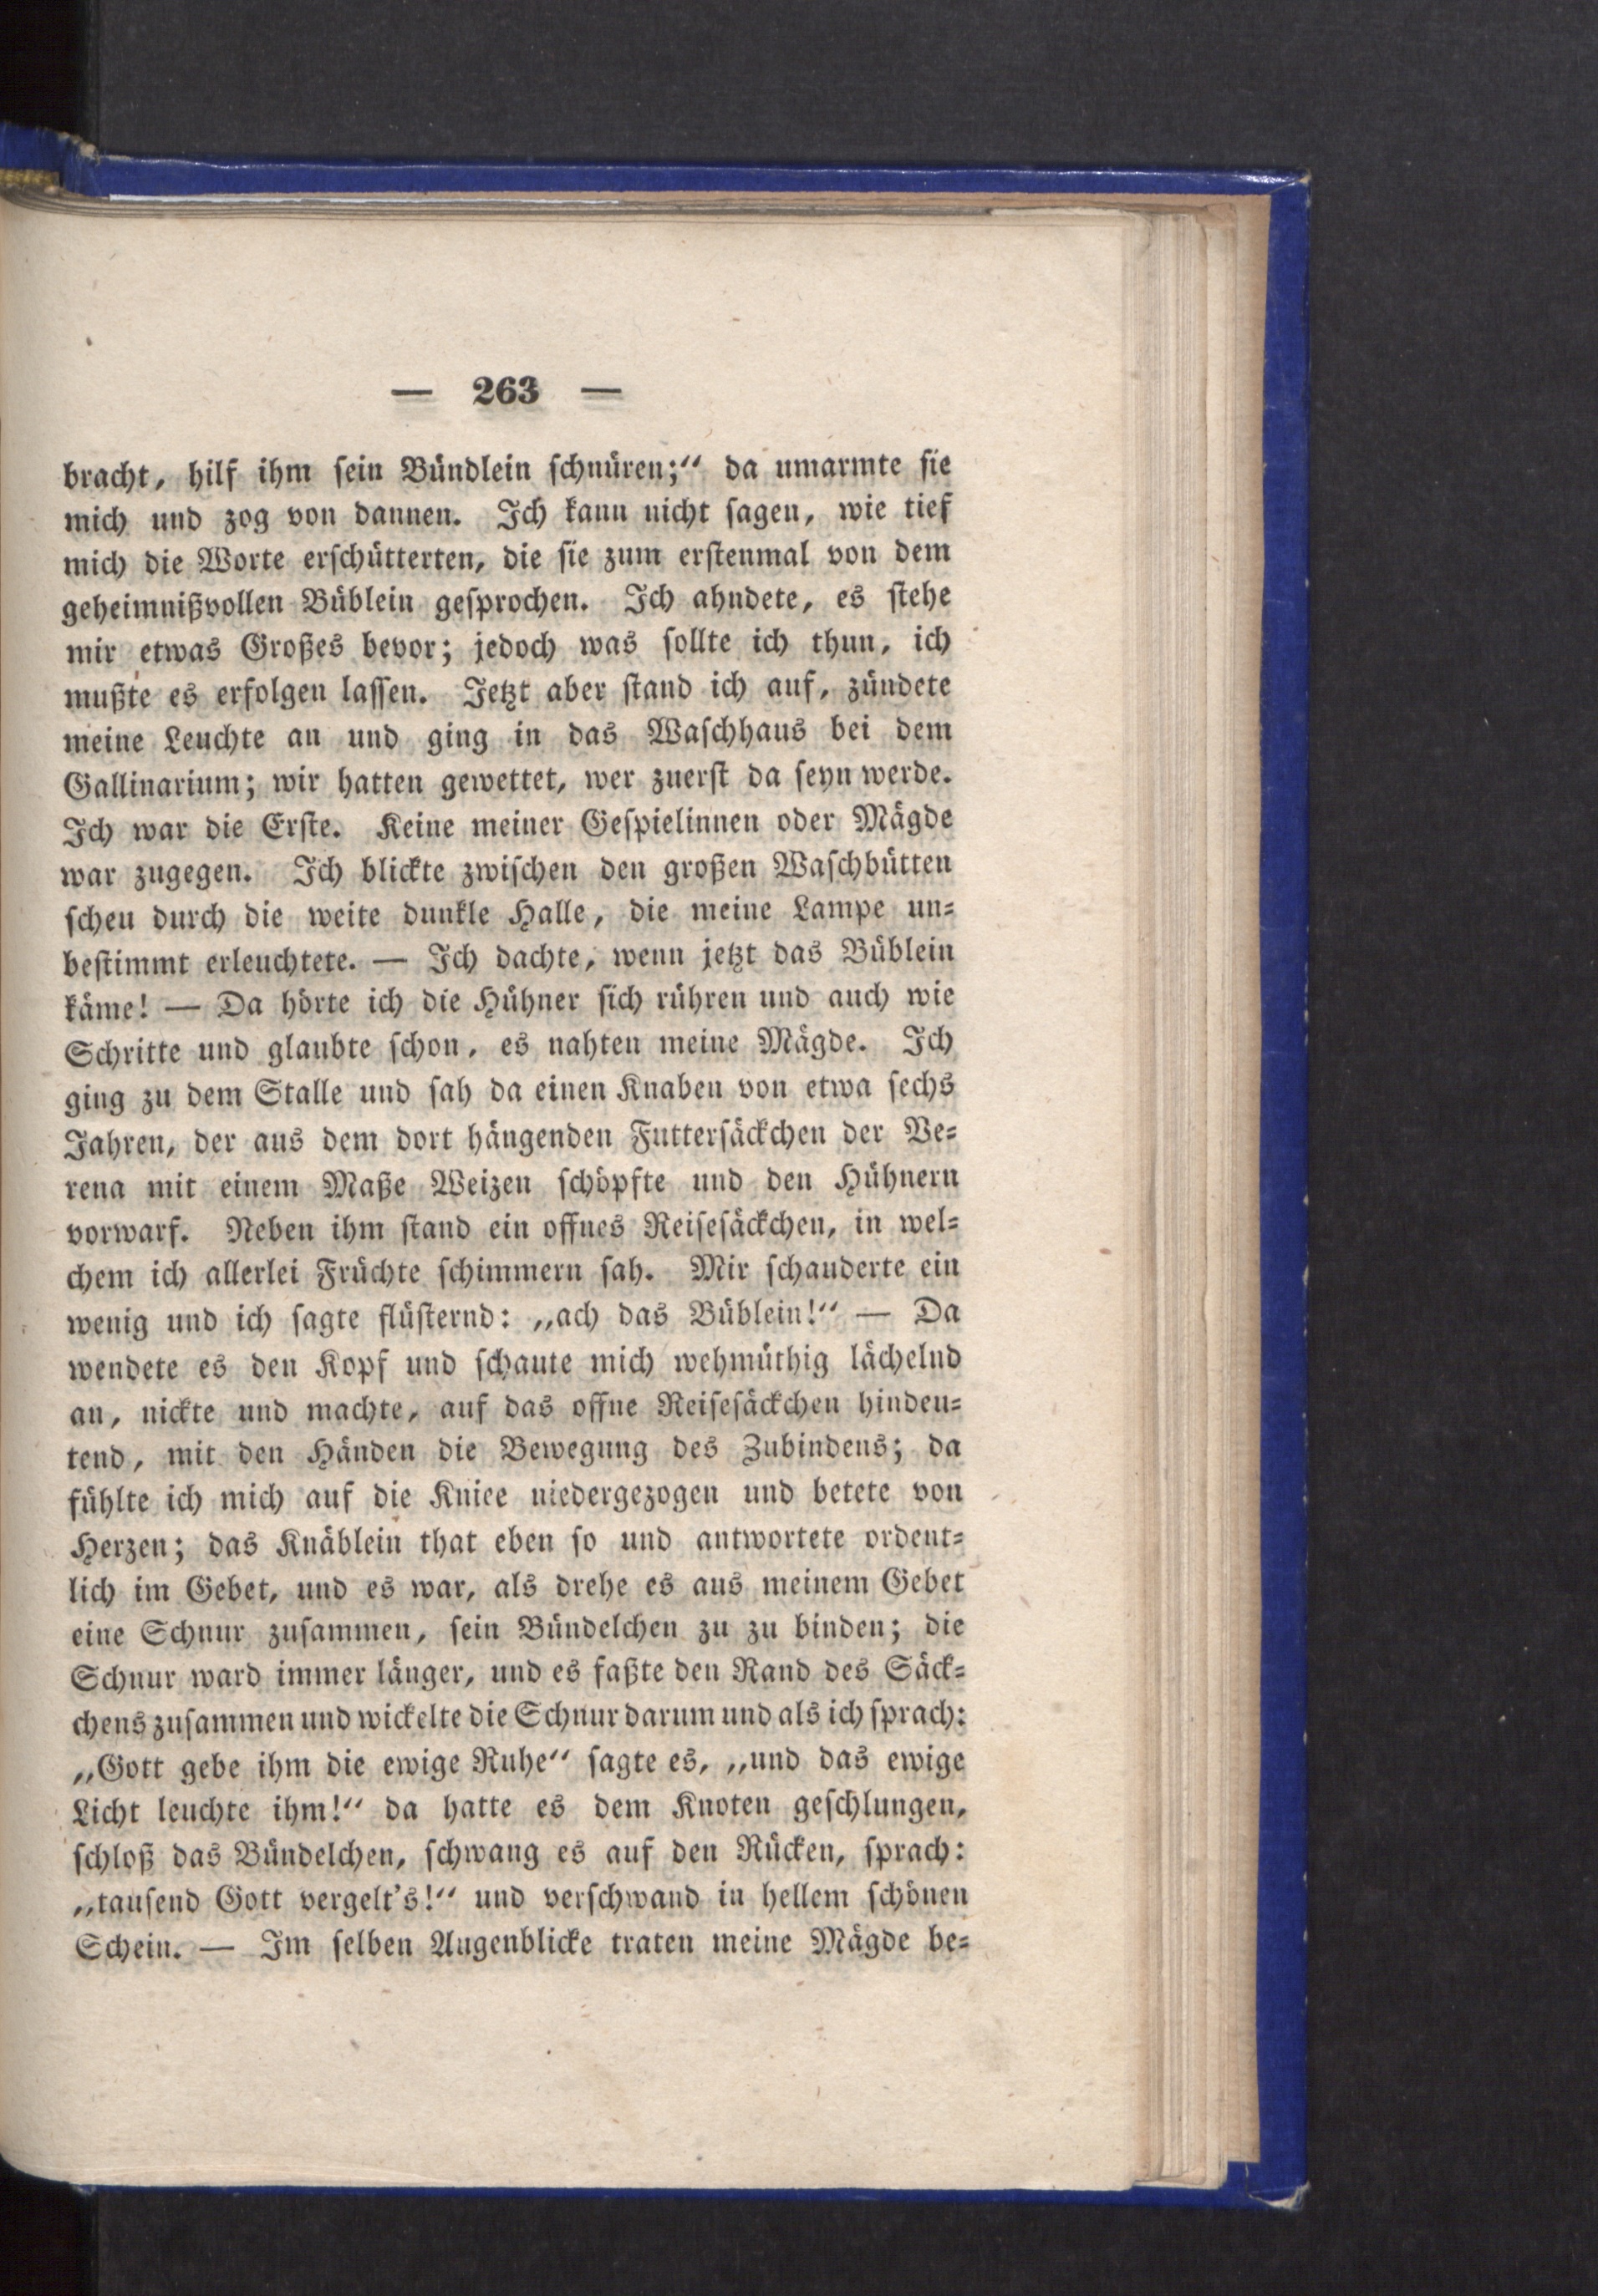 — 263 —
bracht, hilf ihm sein Bündlein schnüren;“ da umarmte sie
mich und zog von dannen. Ich kann nicht sagen, wie tief
mich die Worte erschütterten, die sie zum erstenmal von dem
geheimnißvollen Büblein gesprochen. Ich ahndete, es stehe
mir etwas Großes bevor; jedoch was sollte ich thun, ich
mußte es erfolgen lassen. Jetzt aber stand ich auf, zündete
meine Leuchte an und ging in das Waschhaus bei dem
Gallinarium; wir hatten gewettet, wer zuerst da seyn werde.
Ich war die Erste. Keine meiner Gespielinnen oder Mägde
war zugegen. Ich blickte zwischen den großen Waschbütten
scheu durch die weite dunkle Halle, die meine Lampe un-
bestimmt erleuchtete. — Ich dachte, wenn jetzt das Büblein
käme! — Da hörte ich die Hühner sich rühren und auch wie
Schritte und glaubte schon, es nahten meine Mägde. Ich
ging zu dem Stalle und sah da einen Knaben von etwa sechs
Jahren, der aus dem dort hängenden Futtersäckchen der Ve-
rena mit einem Maße Weizen schöpfte und den Hühnern
vorwarf. Neben ihm stand ein offnes Reisesäckchen, in wel-
chem ich allerlei Früchte schimmern sah. Mir schauderte ein
wenig und ich sagte flüsternd: „ach das Büblein!“ — Da
wendete es den Kopf und schaute mich wehmüthig lächelnd
an, nickte und machte, auf das offne Reisesäckchen hindeu-
tend, mit den Händen die Bewegung des Zubindens; da
fühlte ich mich auf die Kniee niedergezogen und betete von
Herzen; das Knäblein that eben so und antwortete ordent-
lich im Gebet, und es war, als drehe es aus meinem Gebet
eine Schnur zusammen, sein Bündelchen zu zu binden; die
Schnur ward immer länger, und es faßte den Rand des Säck-
chens zusammen und wickelte die Schnur darum und als ich sprach:
„Gott gebe ihm die ewige Ruhe“ sagte es, „und das ewige
Licht leuchte ihm!“ da hatte es dem Knoten geschlungen,
schloß das Bündelchen, schwang es auf den Rücken, sprach:
„tausend Gott vergelt's!“ und verschwand in hellem schönen
Schein. — Im selben Augenblicke traten meine Mägde be-